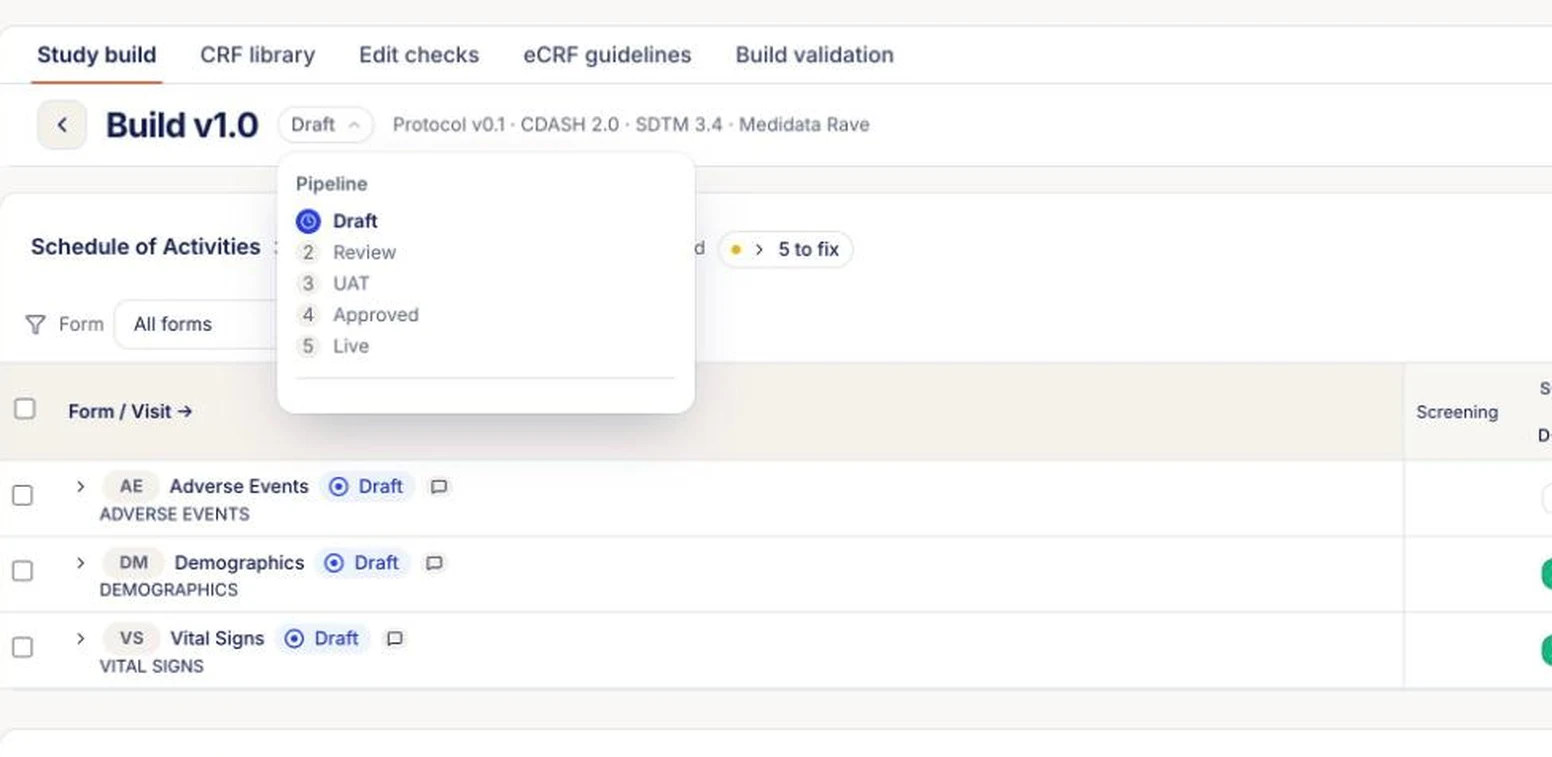 Study build CRF library Edit checks eCRF guidelines Build validation
Build v1.0 Draft Protocol v0.1 · CDASH 2.0 · SDTM 3.4 · Medidata Rave
Pipeline
Draft
2 Review
3 UAT
4 Approved
5 Live
Schedule of Activities
5 to fix
Form All forms
Form / Visit → Screening
AE Adverse Events Draft
ADVERSE EVENTS
DM Demographics Draft
DEMOGRAPHICS
VS Vital Signs Draft
VITAL SIGNS